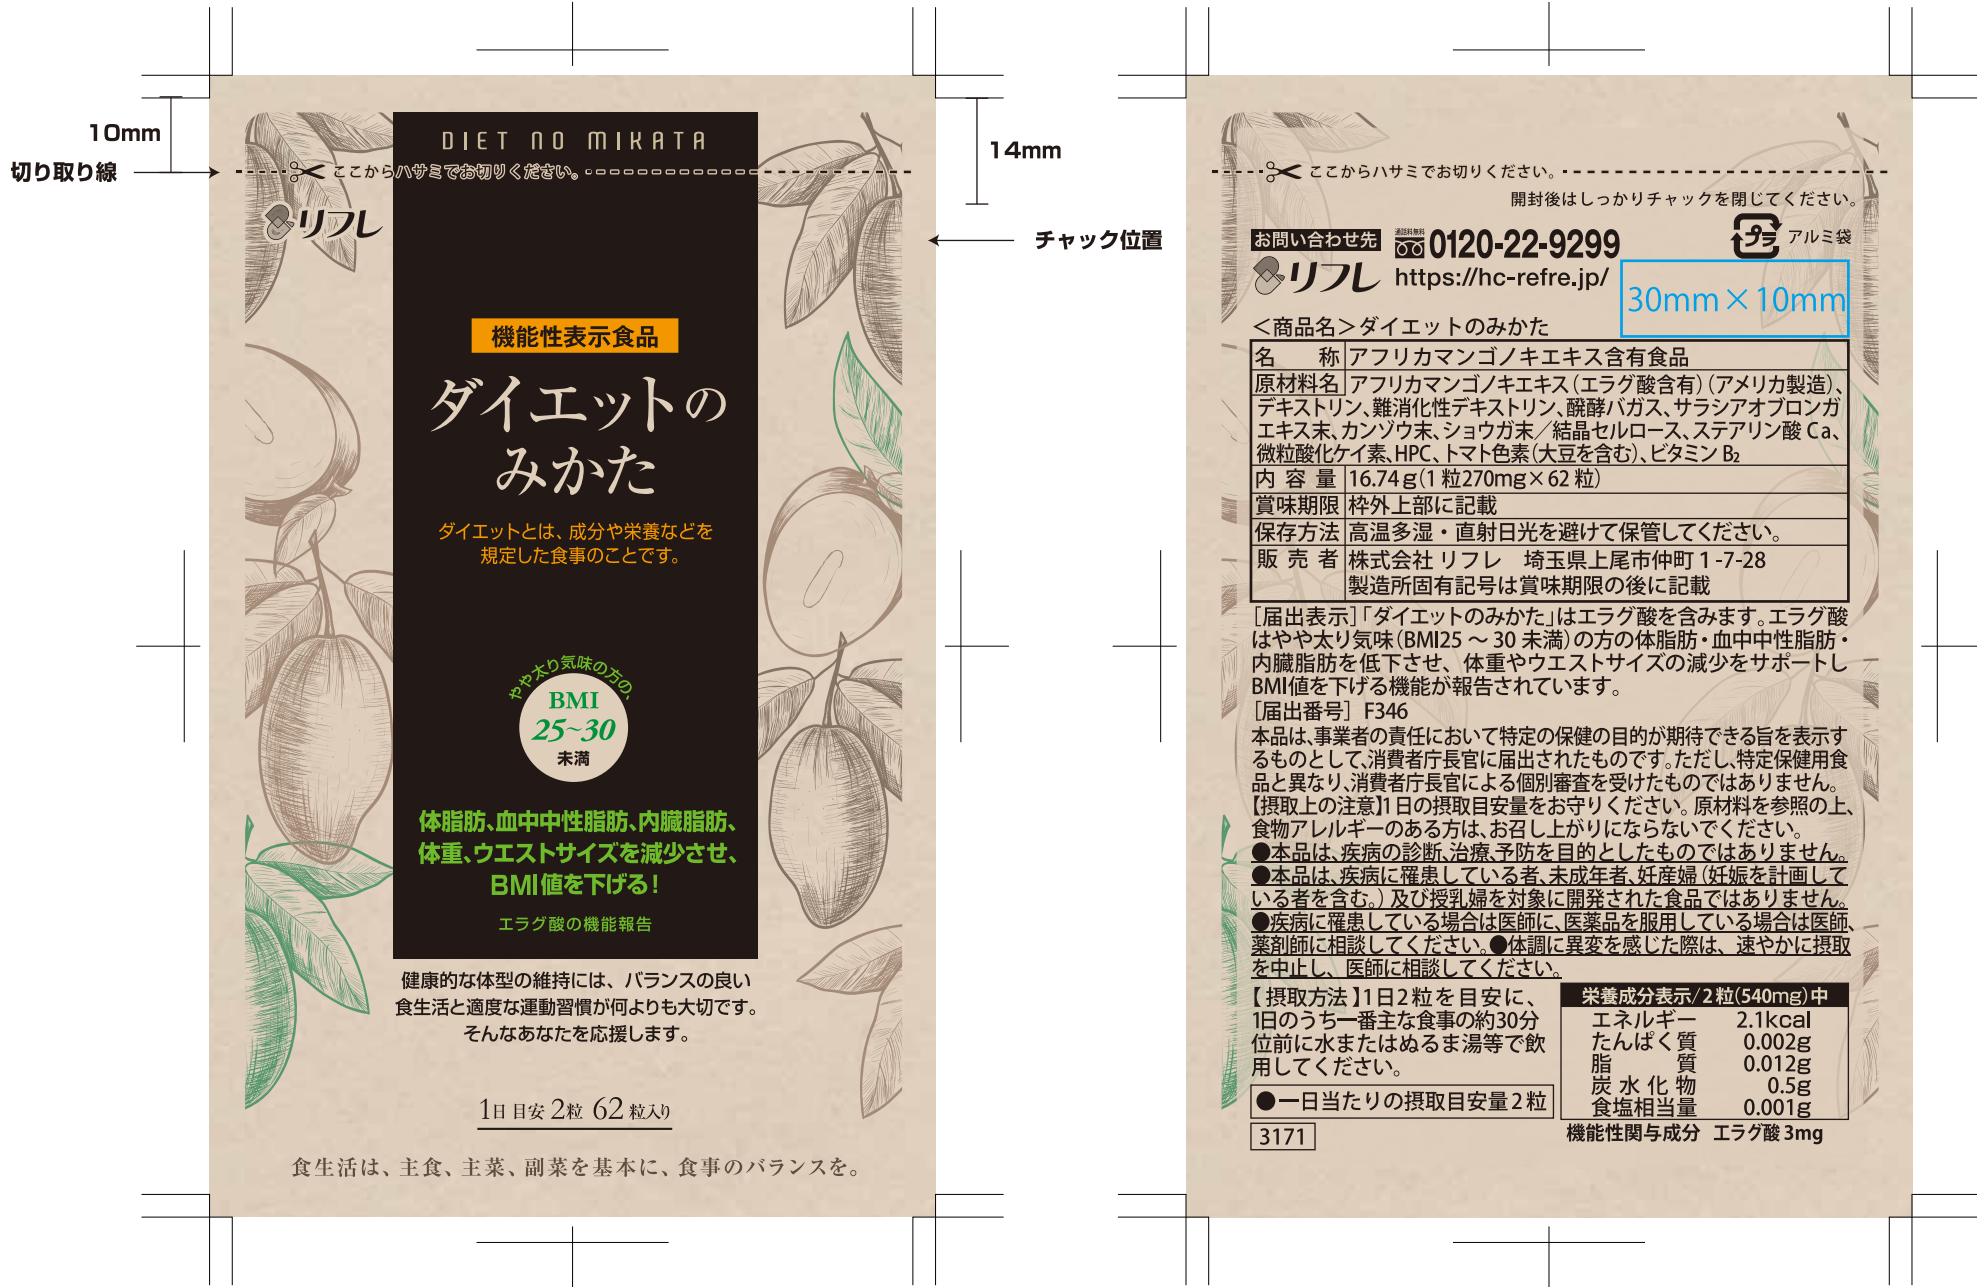 10mm
切り取り線
14mm
チャック位置
DIET NO MIKATA
ここからハサミでお切りください。
リフレ
機能性表示食品
ダイエットの
みかた
ダイエットとは、成分や栄養などを
規定した食事のことです。
やや太り気味の方の、
BMI
25~30
未満
体脂肪、血中中性脂肪、内臓脂肪、
体重、ウエストサイズを減少させ、
BMI値を下げる!
エラグ酸の機能報告
健康的な体型の維持には、バランスの良い
食生活と適度な運動習慣が何よりも大切です。
そんなあなたを応援します。
1日 目安 2粒 62 粒入り
食生活は、主食、主菜、副菜を基本に、食事のバランスを。
ここからハサミでお切りください。
開封後はしっかりチャックを閉じてください。
お問い合わせ先 通話料無料 0120-22-9299
プラ アルミ袋
リフレ https://hc-refre.jp/
30mm×10mm
<商品名>ダイエットのみかた
名 称 アフリカマンゴノキエキス含有食品
原材料名 アフリカマンゴノキエキス(エラグ酸含有)(アメリカ製造)、
デキストリン、難消化性デキストリン、醗酵バガス、サラシアオブロンガ
エキス末、カンゾウ末、ショウガ末/結晶セルロース、ステアリン酸 Ca、
微粒酸化ケイ素、HPC、トマト色素(大豆を含む)、ビタミン B₂
内 容 量 16.74g(1 粒270mg×62 粒)
賞味期限 枠外上部に記載
保存方法 高温多湿・直射日光を避けて保管してください。
販 売 者 株式会社 リフレ 埼玉県上尾市仲町 1 -7-28
製造所固有記号は賞味期限の後に記載
[届出表示]「ダイエットのみかた」はエラグ酸を含みます。エラグ酸
はやや太り気味(BMI25 ~ 30 未満)の方の体脂肪・血中中性脂肪・
内臓脂肪を低下させ、体重やウエストサイズの減少をサポートし
BMI値を下げる機能が報告されています。
[届出番号] F346
本品は、事業者の責任において特定の保健の目的が期待できる旨を表示す
るものとして、消費者庁長官に届出されたものです。ただし、特定保健用食
品と異なり、消費者庁長官による個別審査を受けたものではありません。
【摂取上の注意】1日の摂取目安量をお守りください。原材料を参照の上、
食物アレルギーのある方は、お召し上がりにならないでください。
●本品は、疾病の診断、治療、予防を目的としたものではありません。
●本品は、疾病に罹患している者、未成年者、妊産婦(妊娠を計画して
いる者を含む。)及び授乳婦を対象に開発された食品ではありません。
●疾病に罹患している場合は医師に、医薬品を服用している場合は医師、
薬剤師に相談してください。●体調に異変を感じた際は、速やかに摂取
を中止し、医師に相談してください。
【 摂取方法 】1日2粒を目安に、
1日のうち一番主な食事の約30分
位前に水またはぬるま湯等で飲
用してください。
●一日当たりの摂取目安量2粒
3171
栄養成分表示/2粒(540mg)中
エネルギー 2.1kcal
たんぱく質 0.002g
脂 質 0.012g
炭 水 化 物 0.5g
食塩相当量 0.001g
機能性関与成分 エラグ酸 3mg